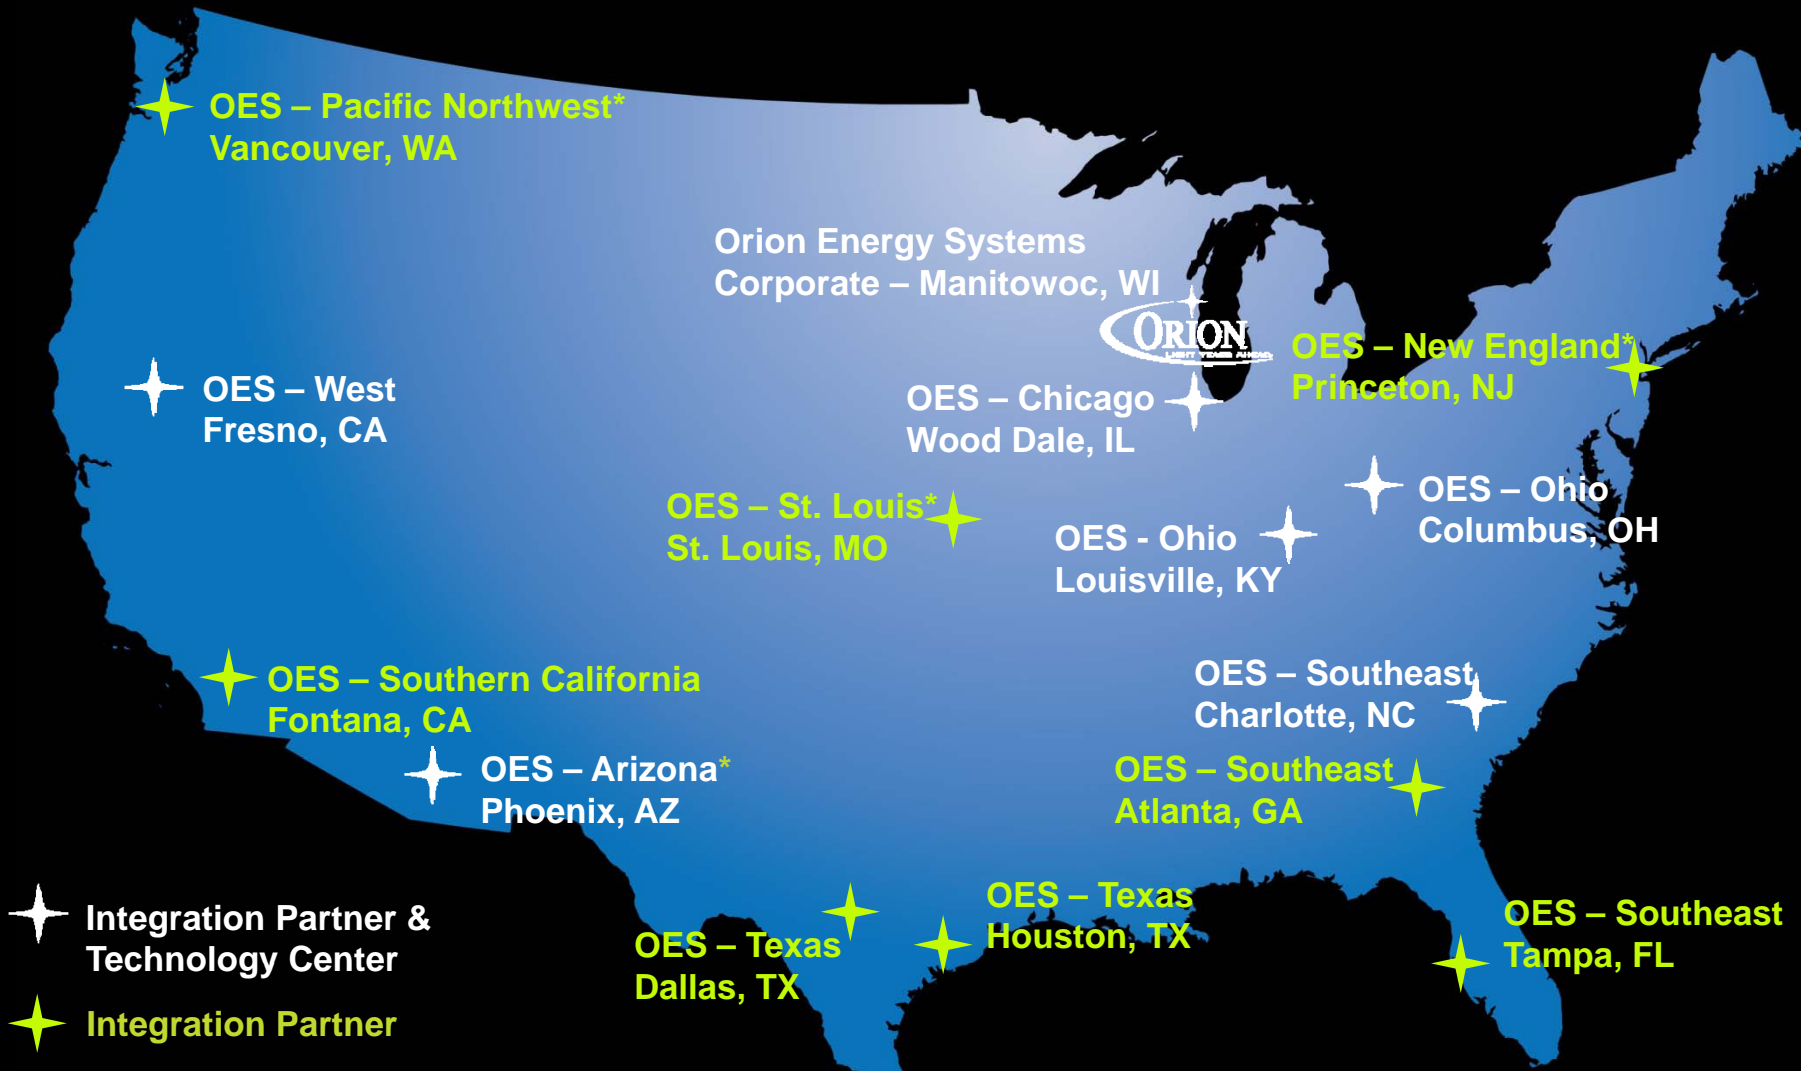 OES – Pacific Northwest*
Vancouver, WA
Orion Energy Systems
Corporate – Manitowoc, WI
ORION
LIGHT YEARS AHEAD.
OES – New England*
Princeton, NJ
OES – West
Fresno, CA
OES – Chicago
Wood Dale, IL
OES – St. Louis*
St. Louis, MO
OES – Ohio
Columbus, OH
OES - Ohio
Louisville, KY
OES – Southern California
Fontana, CA
OES – Southeast
Charlotte, NC
OES – Arizona*
Phoenix, AZ
OES – Southeast
Atlanta, GA
OES – Texas
Houston, TX
OES – Southeast
Tampa, FL
OES – Texas
Dallas, TX
Integration Partner &
Technology Center
Integration Partner